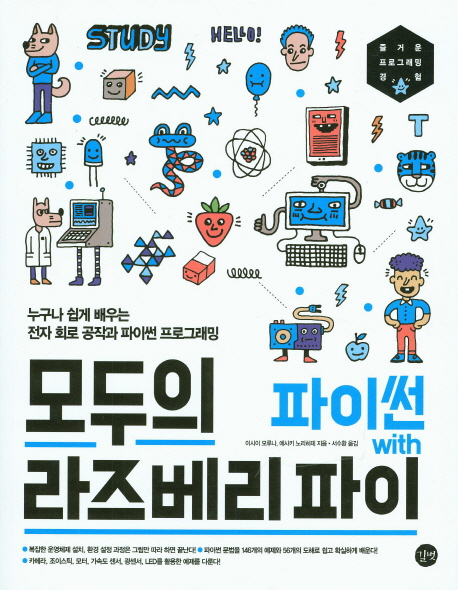 STUDY
HELLO!
즐거운
프로그래밍
경험
T
누구나 쉽게 배우는
전자 회로 공작과 파이썬 프로그래밍
모두의
파이썬
이시이 모루나, 에사키 노리히데 지음 • 서수환 옮김
with
라즈베리 파이
● 복잡한 운영체제 설치, 환경 설정 과정은 그림만 따라 하면 끝난다! ● 파이썬 문법을 146개의 예제와 56개의 도해로 쉽고 확실하게 배운다!
● 카메라, 조이스틱, 모터, 가속도 센서, 광센서, LED를 활용한 예제를 다룬다!
길벗